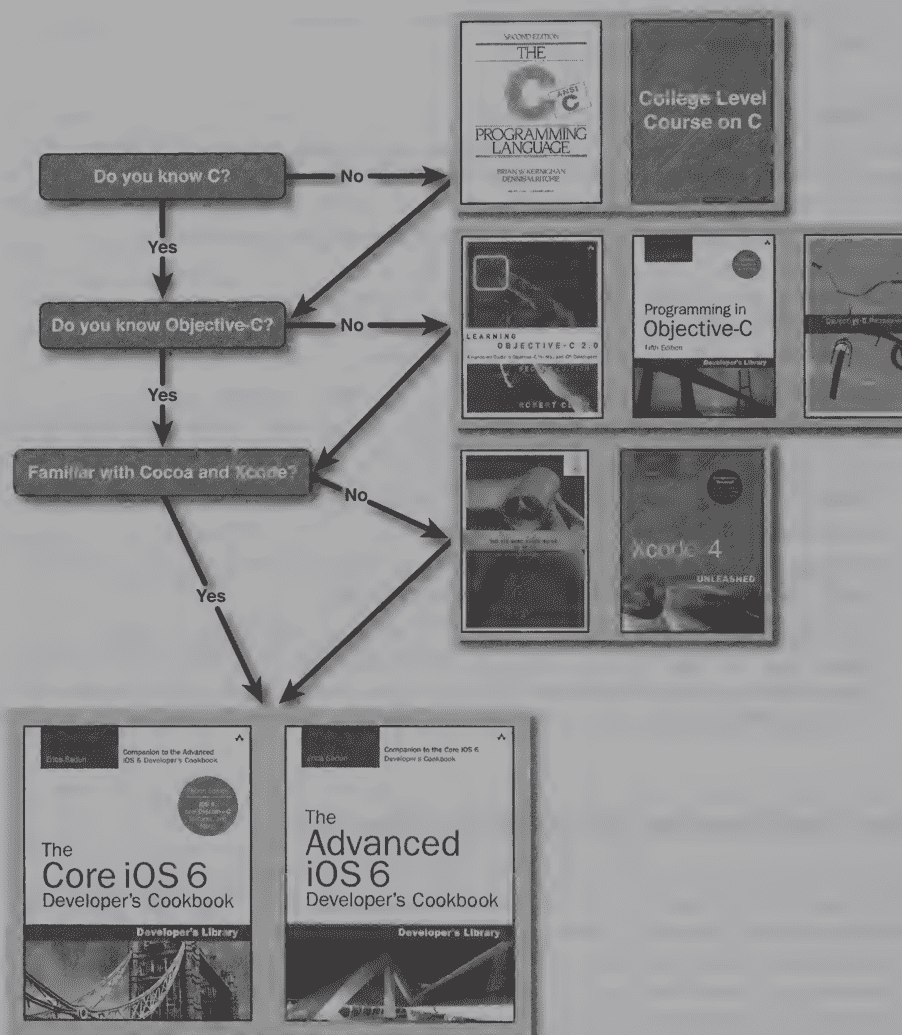 SECOND EDITION
THE
C
ANSI
C
PROGRAMMING
LANGUAGE
BRIAN W. KERNIGHAN
DENNIS M. RITCHIE
College Level
Course on C
Do you know C?
No
Yes
Do you know Objective-C?
No
LEARNING
OBJECTIVE-C 2.0
ROBERT
Programming in
Objective-C
Fifth Edition
Developer's Library
Yes
Familiar with Cocoa and Xcode?
No
Xcode 4
UNLEASHED
Yes
Erica Sadun
Companion to the Advanced
iOS 6 Developer's Cookbook
The
Core iOS 6
Developer's Cookbook
Developer's Library
Erica Sadun
Companion to the Core iOS 6
Developer's Cookbook
The
Advanced
iOS 6
Developer's Cookbook
Developer's Library